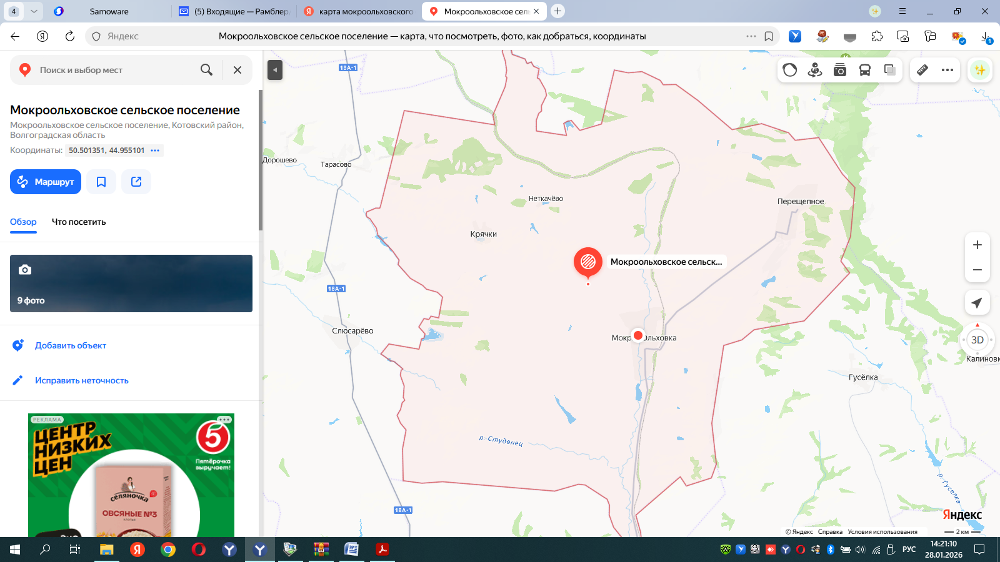 4
Samoware
(5) Входящие — Рамблер
карта мокроольховского
Мокроольховское сел
Яндекс
Мокроольховское сельское поселение — карта, что посмотреть, фото, как добраться, координаты
1
Поиск и выбор мест
Мокроольховское сельское поселение
Мокроольховское сельское поселение, Котовский район,
Волгоградская область
Координаты: 50.501351, 44.955101
Маршрут
Обзор
Что посетить
9 фото
Добавить объект
Исправить неточность
РЕКЛАМА
ЦЕНТР
НИЗКИХ
ЦЕН
5
Пятёрочка
выручает!
селяночка
ОВСЯНЫЕ №3
хлопья
18А-1
Дорошево
Тарасово
Неткачёво
Перещепное
Крячки
Мокроольховское сельск...
18А-1
Слюсарёво
Мокр Ольховка
3D
Калиновк
Гусёлка
р. Студенец
р. Гуселка
18А-1
Яндекс
© Яндекс Справка Условия использования
2 км
РУС
14:21:10
28.01.2026